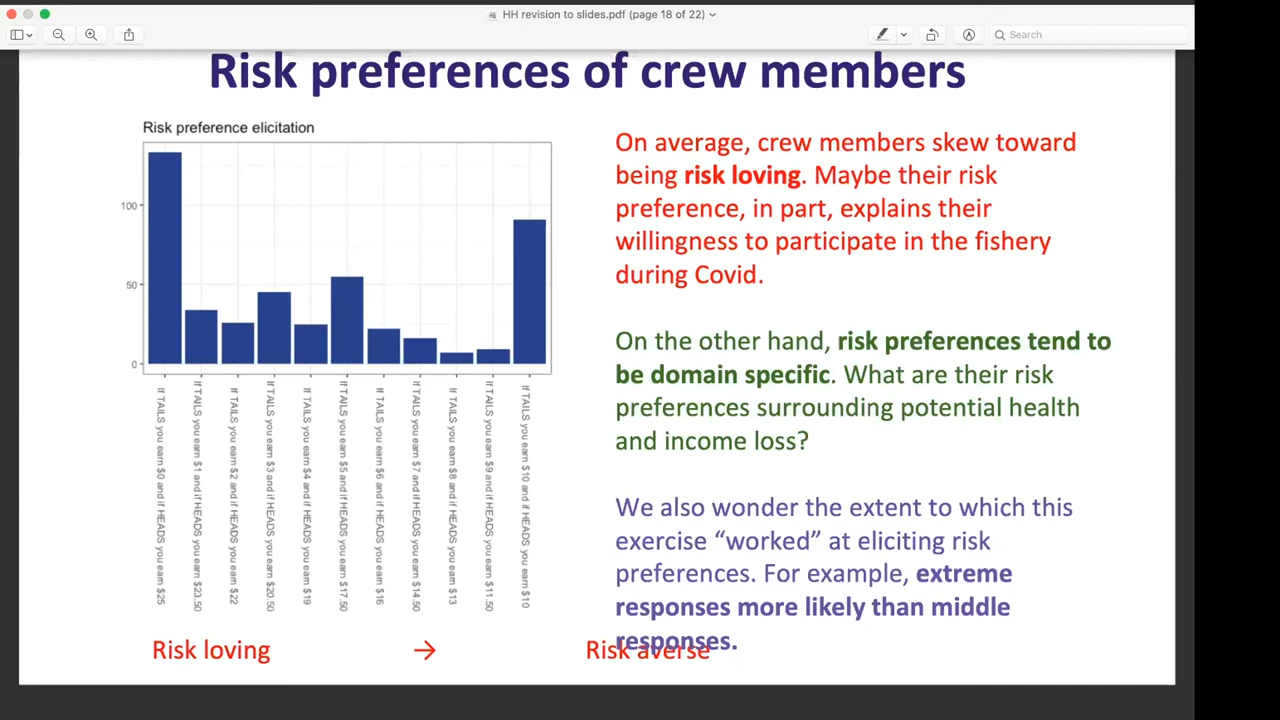 HH revision to slides.pdf (page 18 of 22)
Search
Risk preferences of crew members
Risk preference elicitation
100
50
0
If TAILS you earn $0 and if HEADS you earn $25
If TAILS you earn $1 and if HEADS you earn $23.50
If TAILS you earn $2 and if HEADS you earn $22
If TAILS you earn $3 and if HEADS you earn $20.50
If TAILS you earn $4 and if HEADS you earn $19
If TAILS you earn $5 and if HEADS you earn $17.50
If TAILS you earn $6 and if HEADS you earn $16
If TAILS you earn $7 and if HEADS you earn $14.50
If TAILS you earn $8 and if HEADS you earn $13
If TAILS you earn $9 and if HEADS you earn $11.50
If TAILS you earn $10 and if HEADS you earn $10
Risk loving → Risk averse
On average, crew members skew toward
being risk loving. Maybe their risk
preference, in part, explains their
willingness to participate in the fishery
during Covid.
On the other hand, risk preferences tend to
be domain specific. What are their risk
preferences surrounding potential health
and income loss?
We also wonder the extent to which this
exercise “worked” at eliciting risk
preferences. For example, extreme
responses more likely than middle
responses.